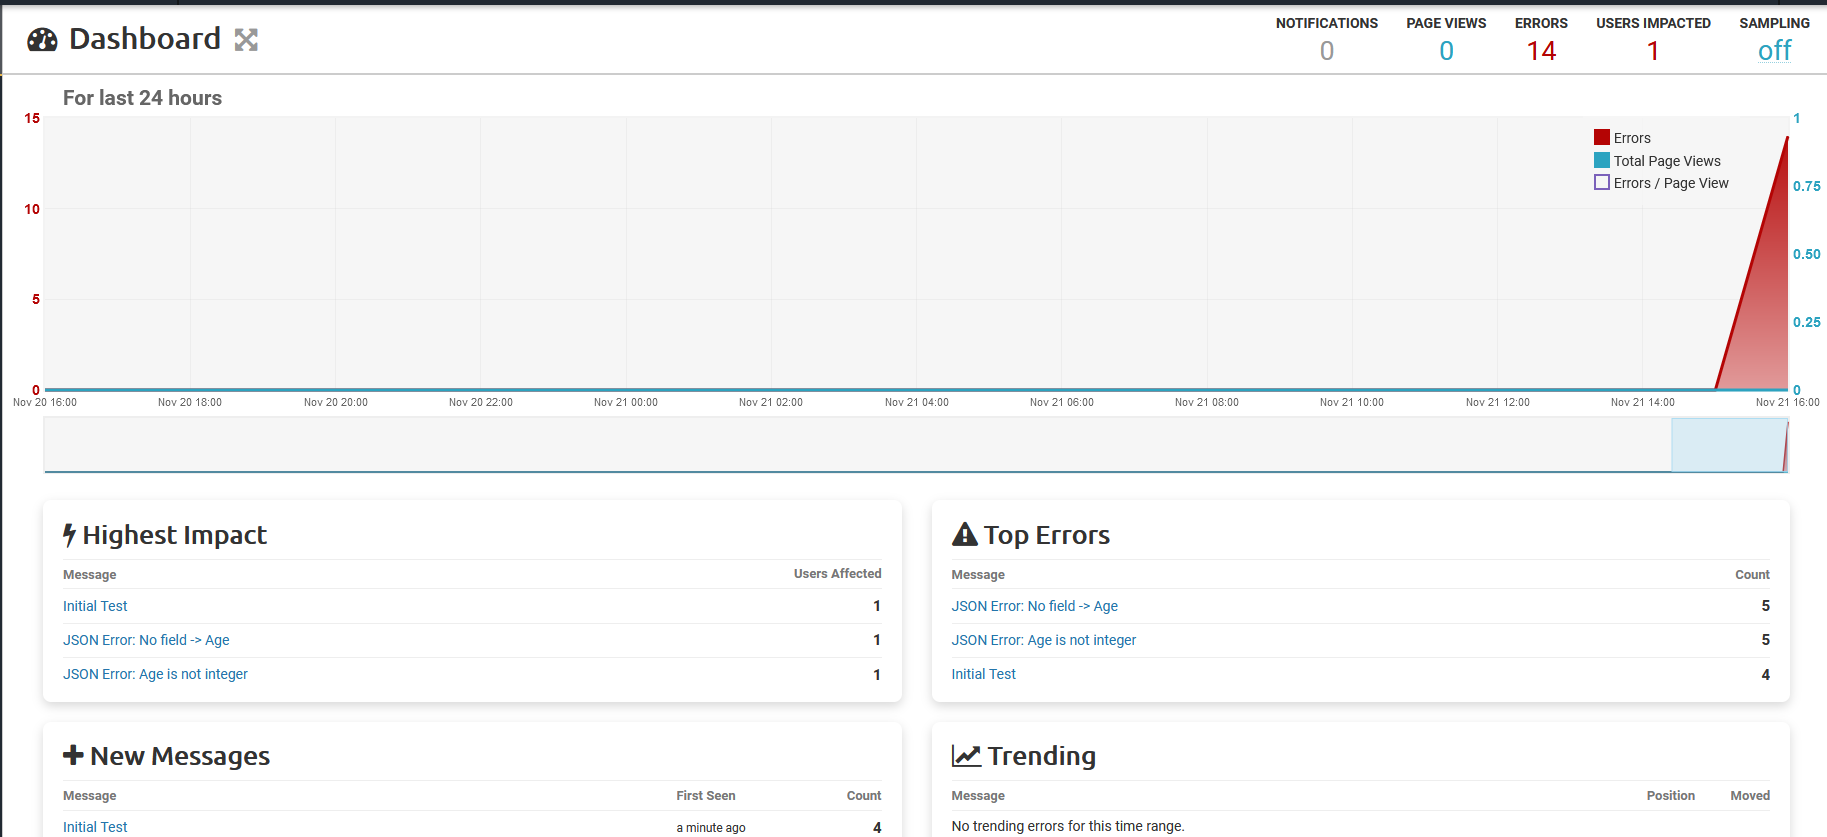 Dashboard
NOTIFICATIONS PAGE VIEWS ERRORS USERS IMPACTED SAMPLING
0 0 14 1 off
For last 24 hours
15 1
Errors
Total Page Views
Errors / Page View
0.75
10
0.50
5
0.25
0 0
Nov 20 16:00 Nov 20 18:00 Nov 20 20:00 Nov 20 22:00 Nov 21 00:00 Nov 21 02:00 Nov 21 04:00 Nov 21 06:00 Nov 21 08:00 Nov 21 10:00 Nov 21 12:00 Nov 21 14:00 Nov 21 16:00
Highest Impact
Message Users Affected
Initial Test 1
JSON Error: No field -> Age 1
JSON Error: Age is not integer 1
Top Errors
Message Count
JSON Error: No field -> Age 5
JSON Error: Age is not integer 5
Initial Test 4
New Messages
Message First Seen Count
Initial Test a minute ago 4
Trending
Message Position Moved
No trending errors for this time range.